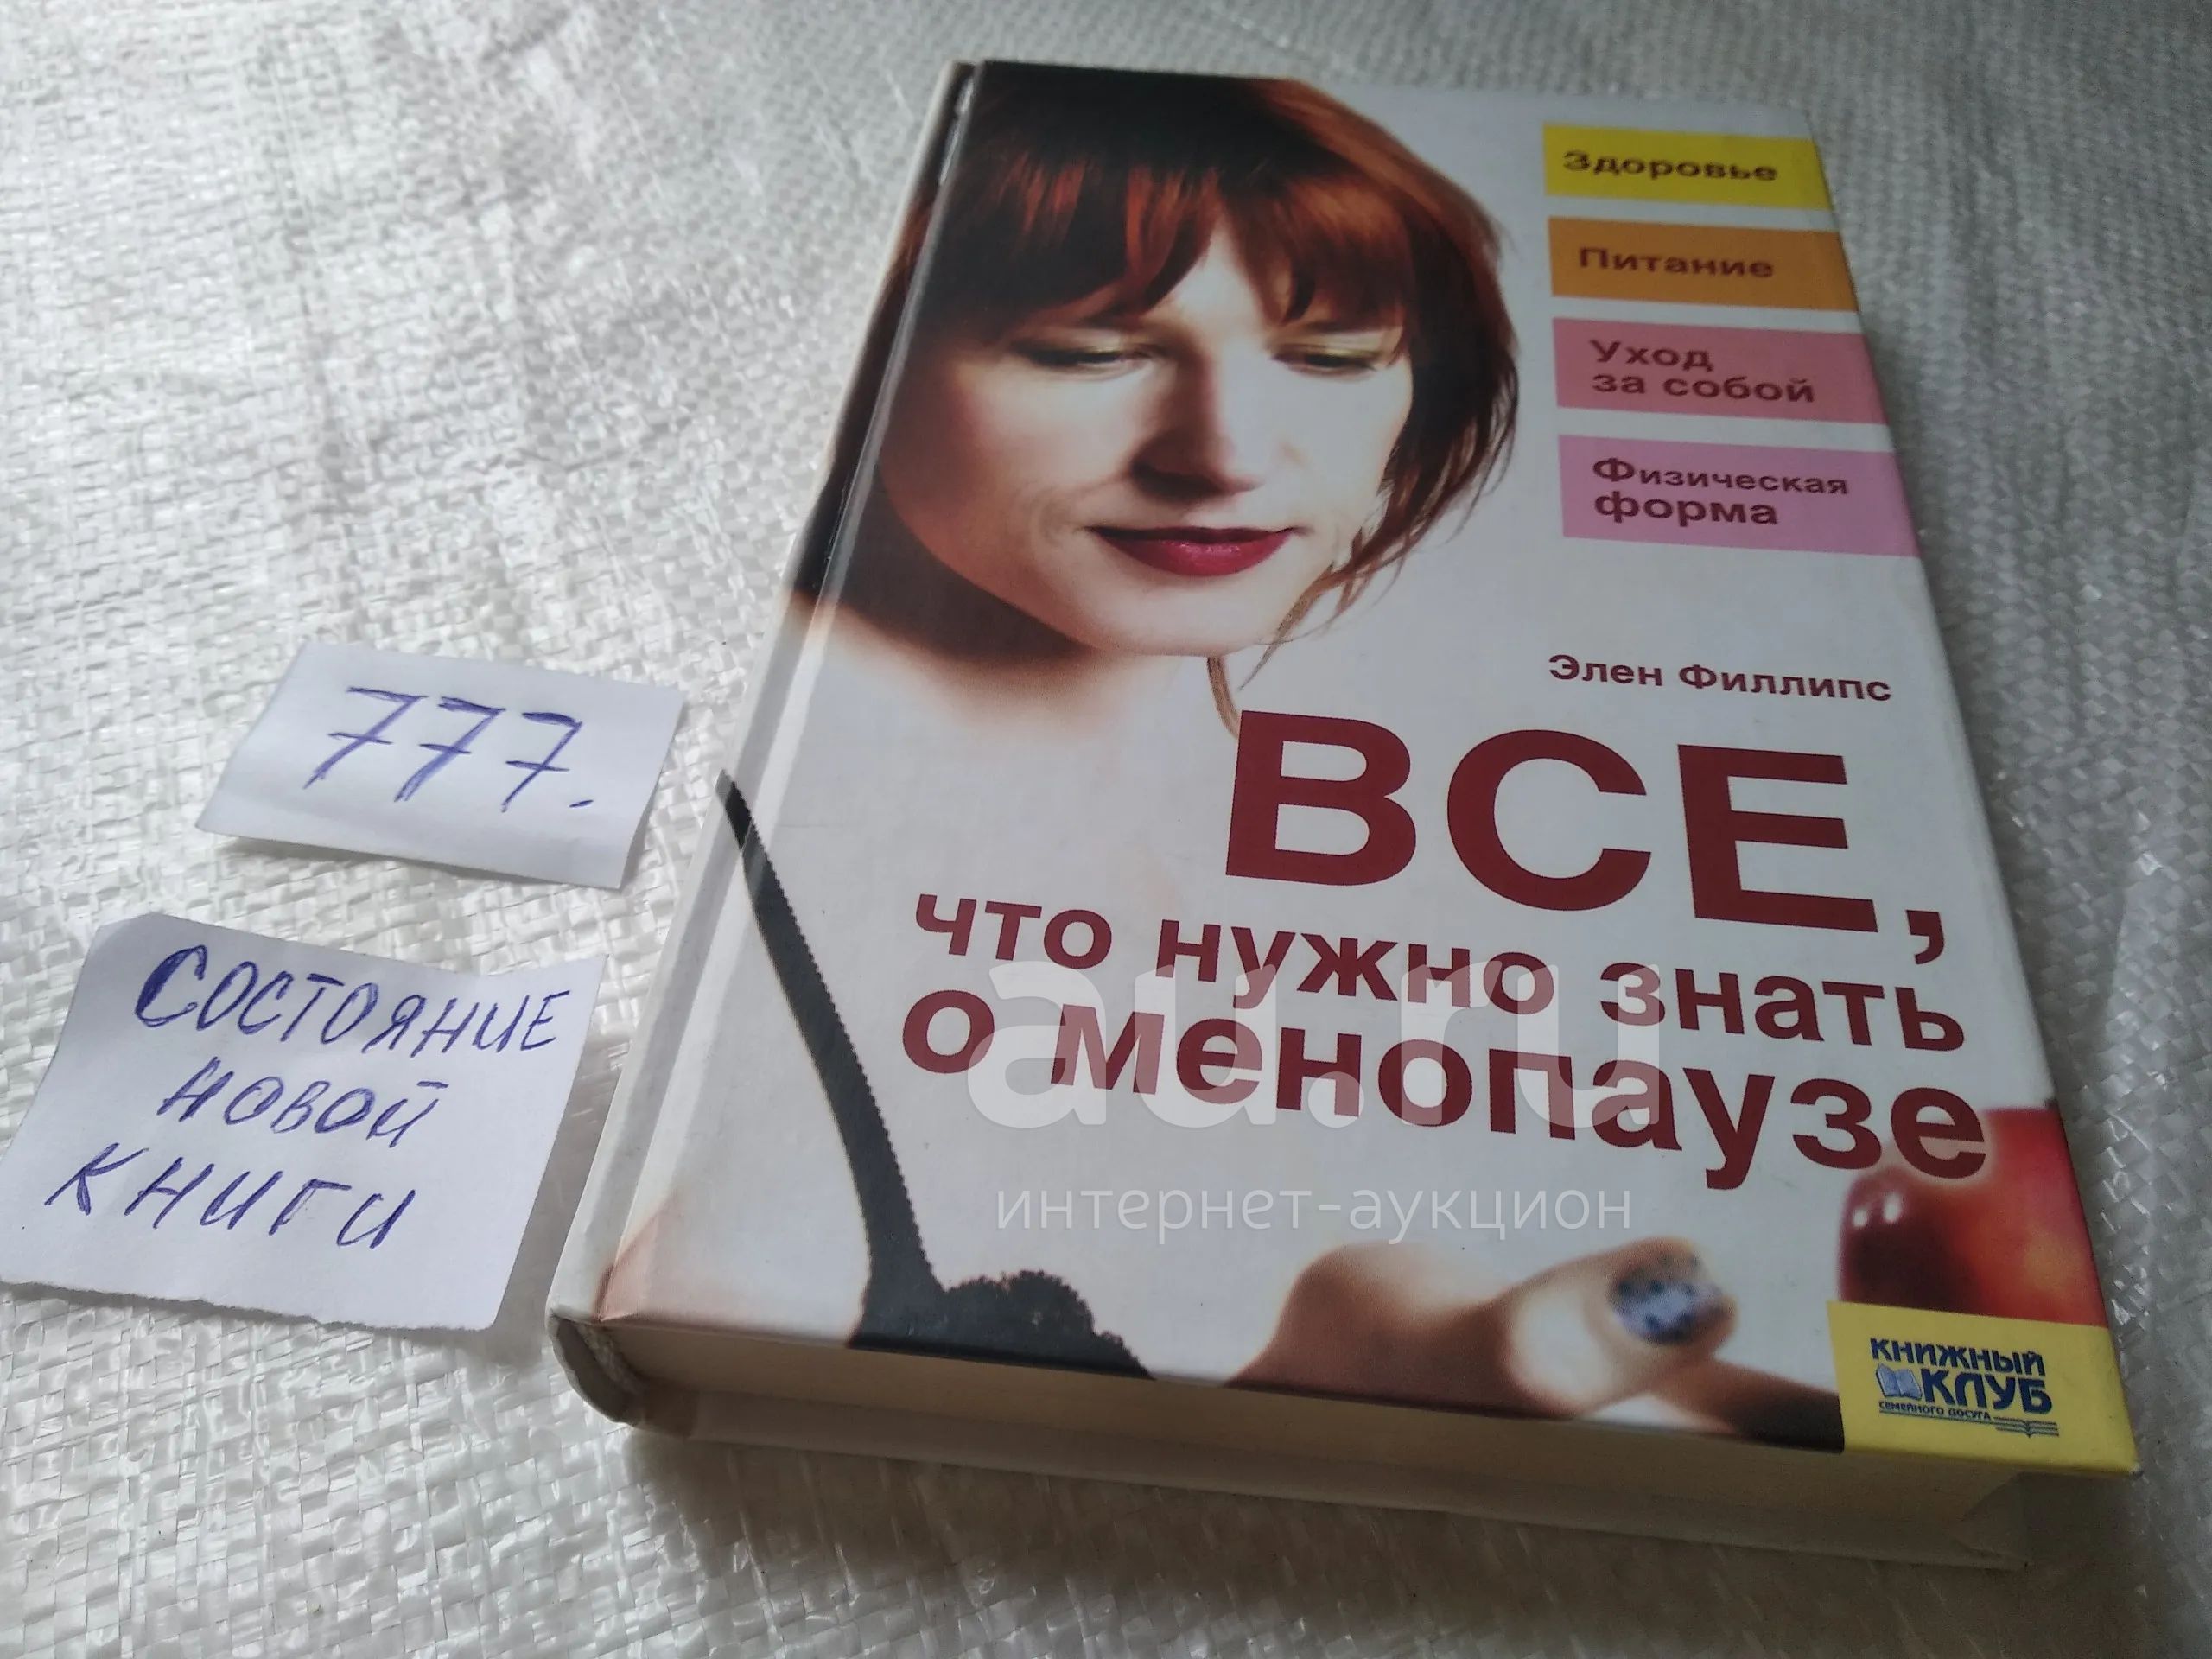 Здоровье
Питание
Уход
за собой
Физическая
форма
Элен Филлипс
ВСЕ,
что нужно знать
о менопаузе
777.
СОСТОЯНИЕ
НОВОЙ
КНИГИ
au.ru
интернет-аукцион
КНИЖНЫЙ
КЛУБ
СЕМЕЙНОГО ДОСУГА